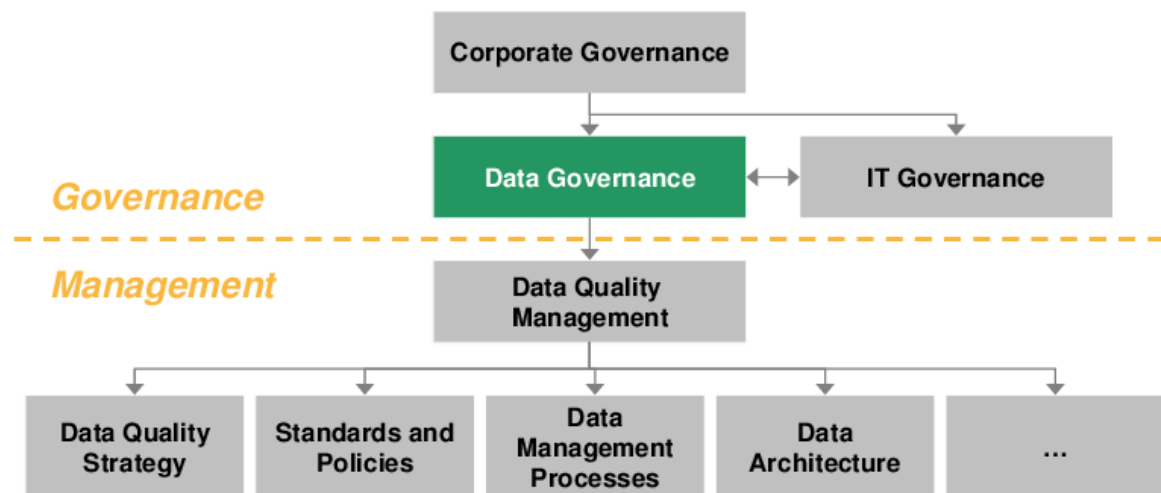 Corporate Governance
Data Governance
IT Governance
Governance
Management
Data Quality
Management
Data Quality
Strategy
Standards and
Policies
Data
Management
Processes
Data
Architecture
...